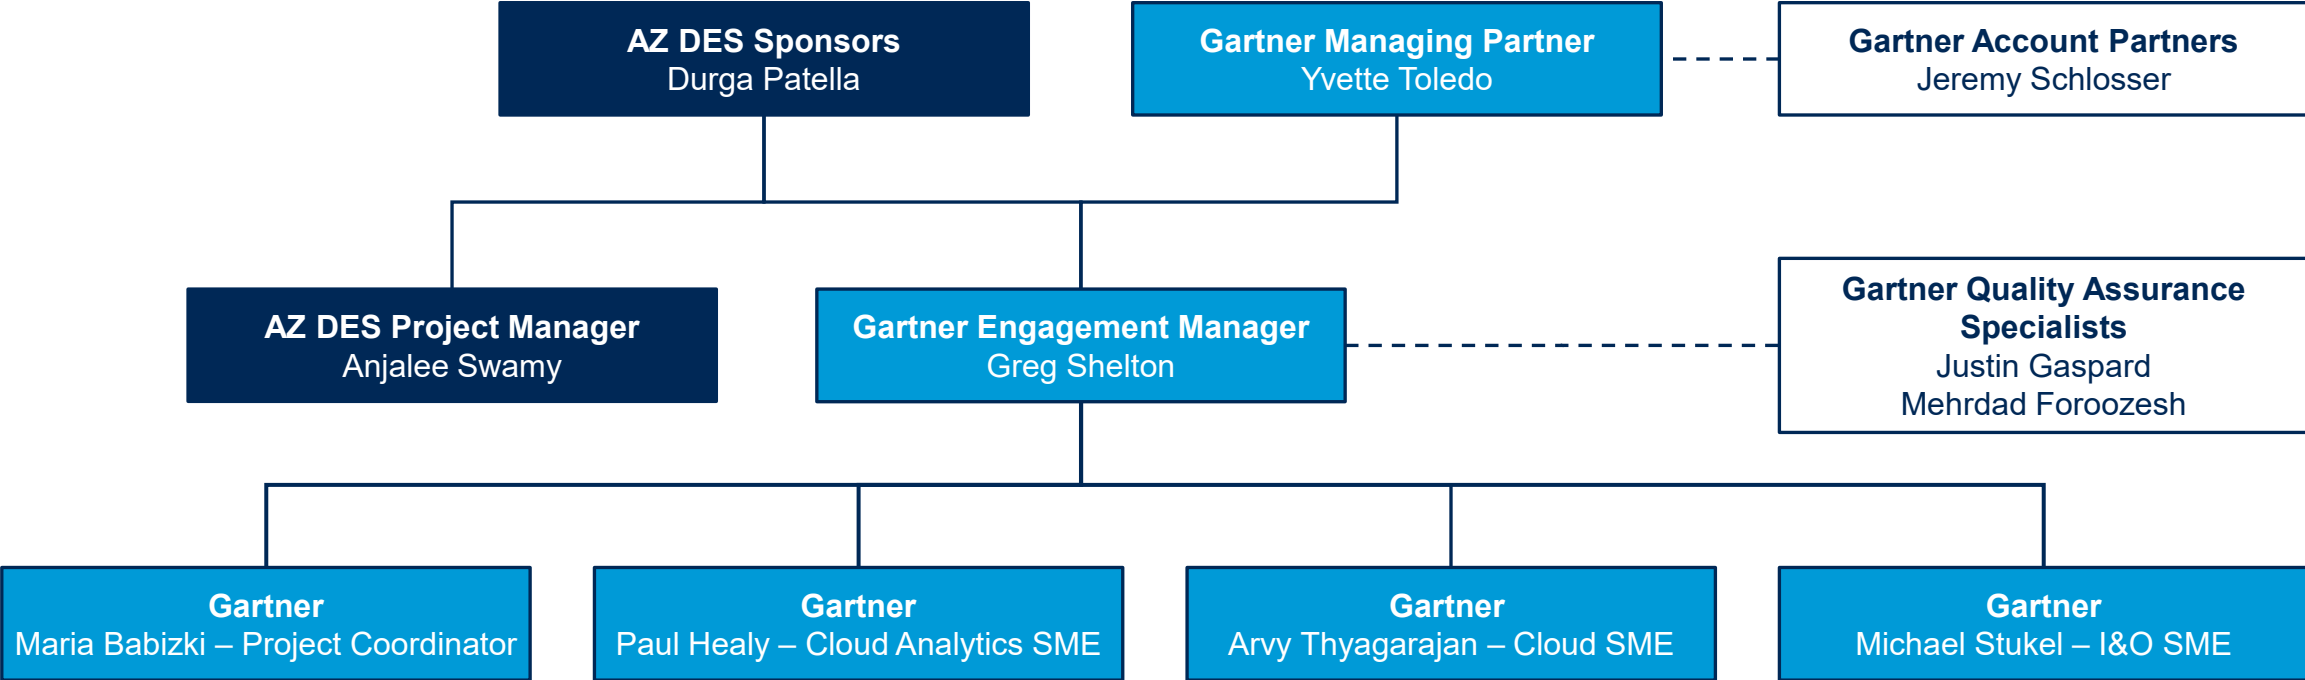 AZ DES Sponsors
Durga Patella
Gartner Managing Partner
Yvette Toledo
Gartner Account Partners
Jeremy Schlosser
AZ DES Project Manager
Anjalee Swamy
Gartner Engagement Manager
Greg Shelton
Gartner Quality Assurance
Specialists
Justin Gaspard
Mehrdad Foroozesh
Gartner
Maria Babizki – Project Coordinator
Gartner
Paul Healy – Cloud Analytics SME
Gartner
Arvy Thyagarajan – Cloud SME
Gartner
Michael Stukel – I&O SME